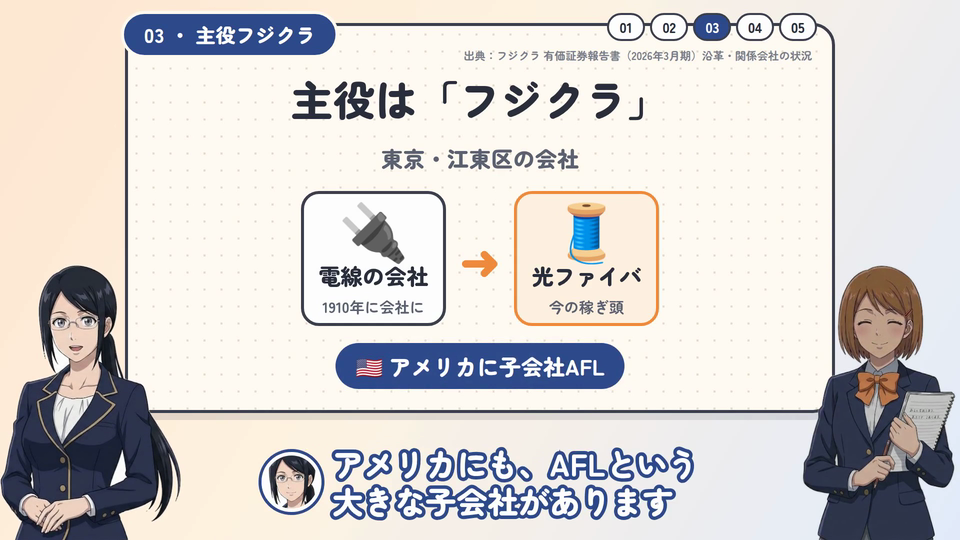 03 ・ 主役フジクラ
01 02 03 04 05
出典：フジクラ 有価証券報告書（2026年3月期）沿革・関係会社の状況
主役は「フジクラ」
東京・江東区の会社
電線の会社
1910年に会社に
光ファイバ
今の稼ぎ頭
アメリカに子会社AFL
アメリカにも、AFLという
大きな子会社があります